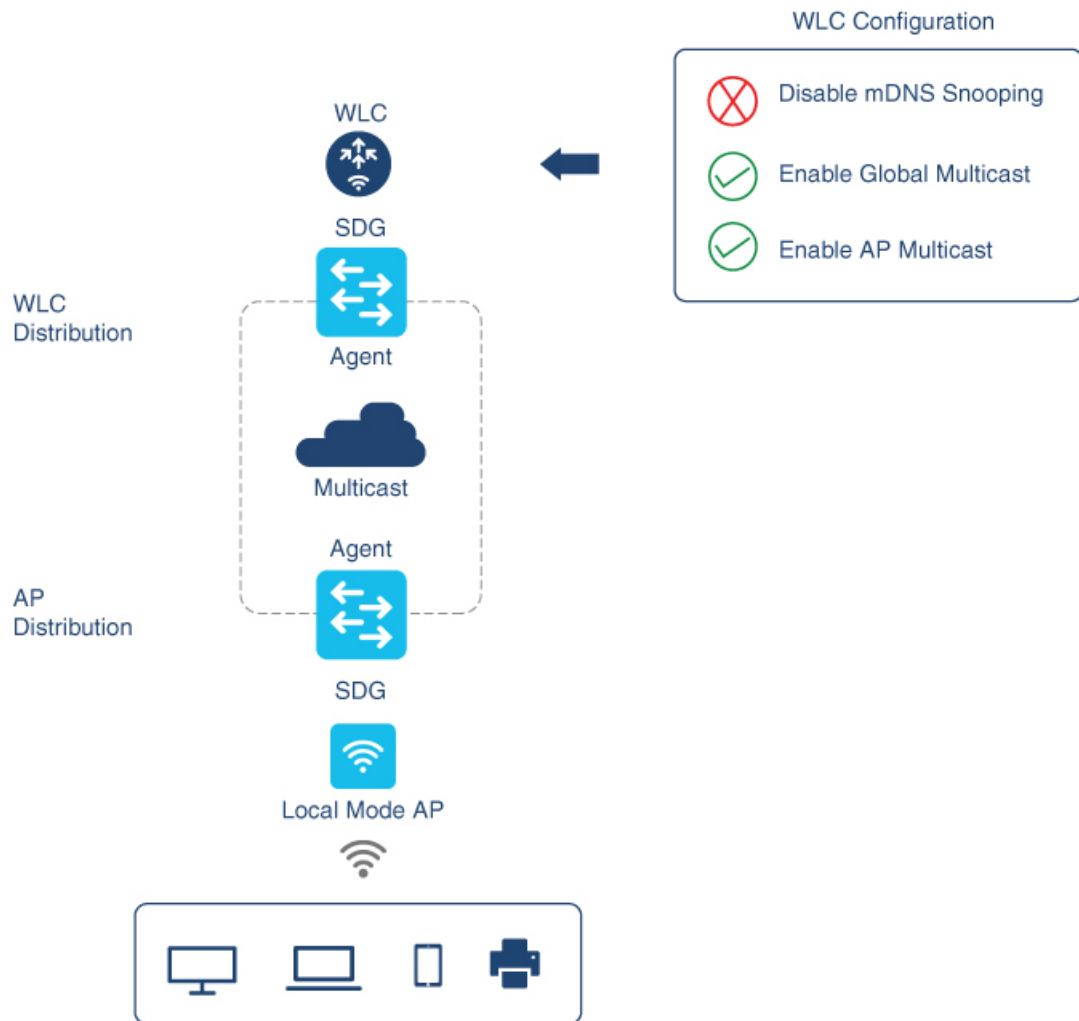 WLC Configuration
Disable mDNS Snooping
Enable Global Multicast
Enable AP Multicast
WLC
SDG
WLC
Distribution
Agent
Multicast
Agent
AP
Distribution
SDG
Local Mode AP